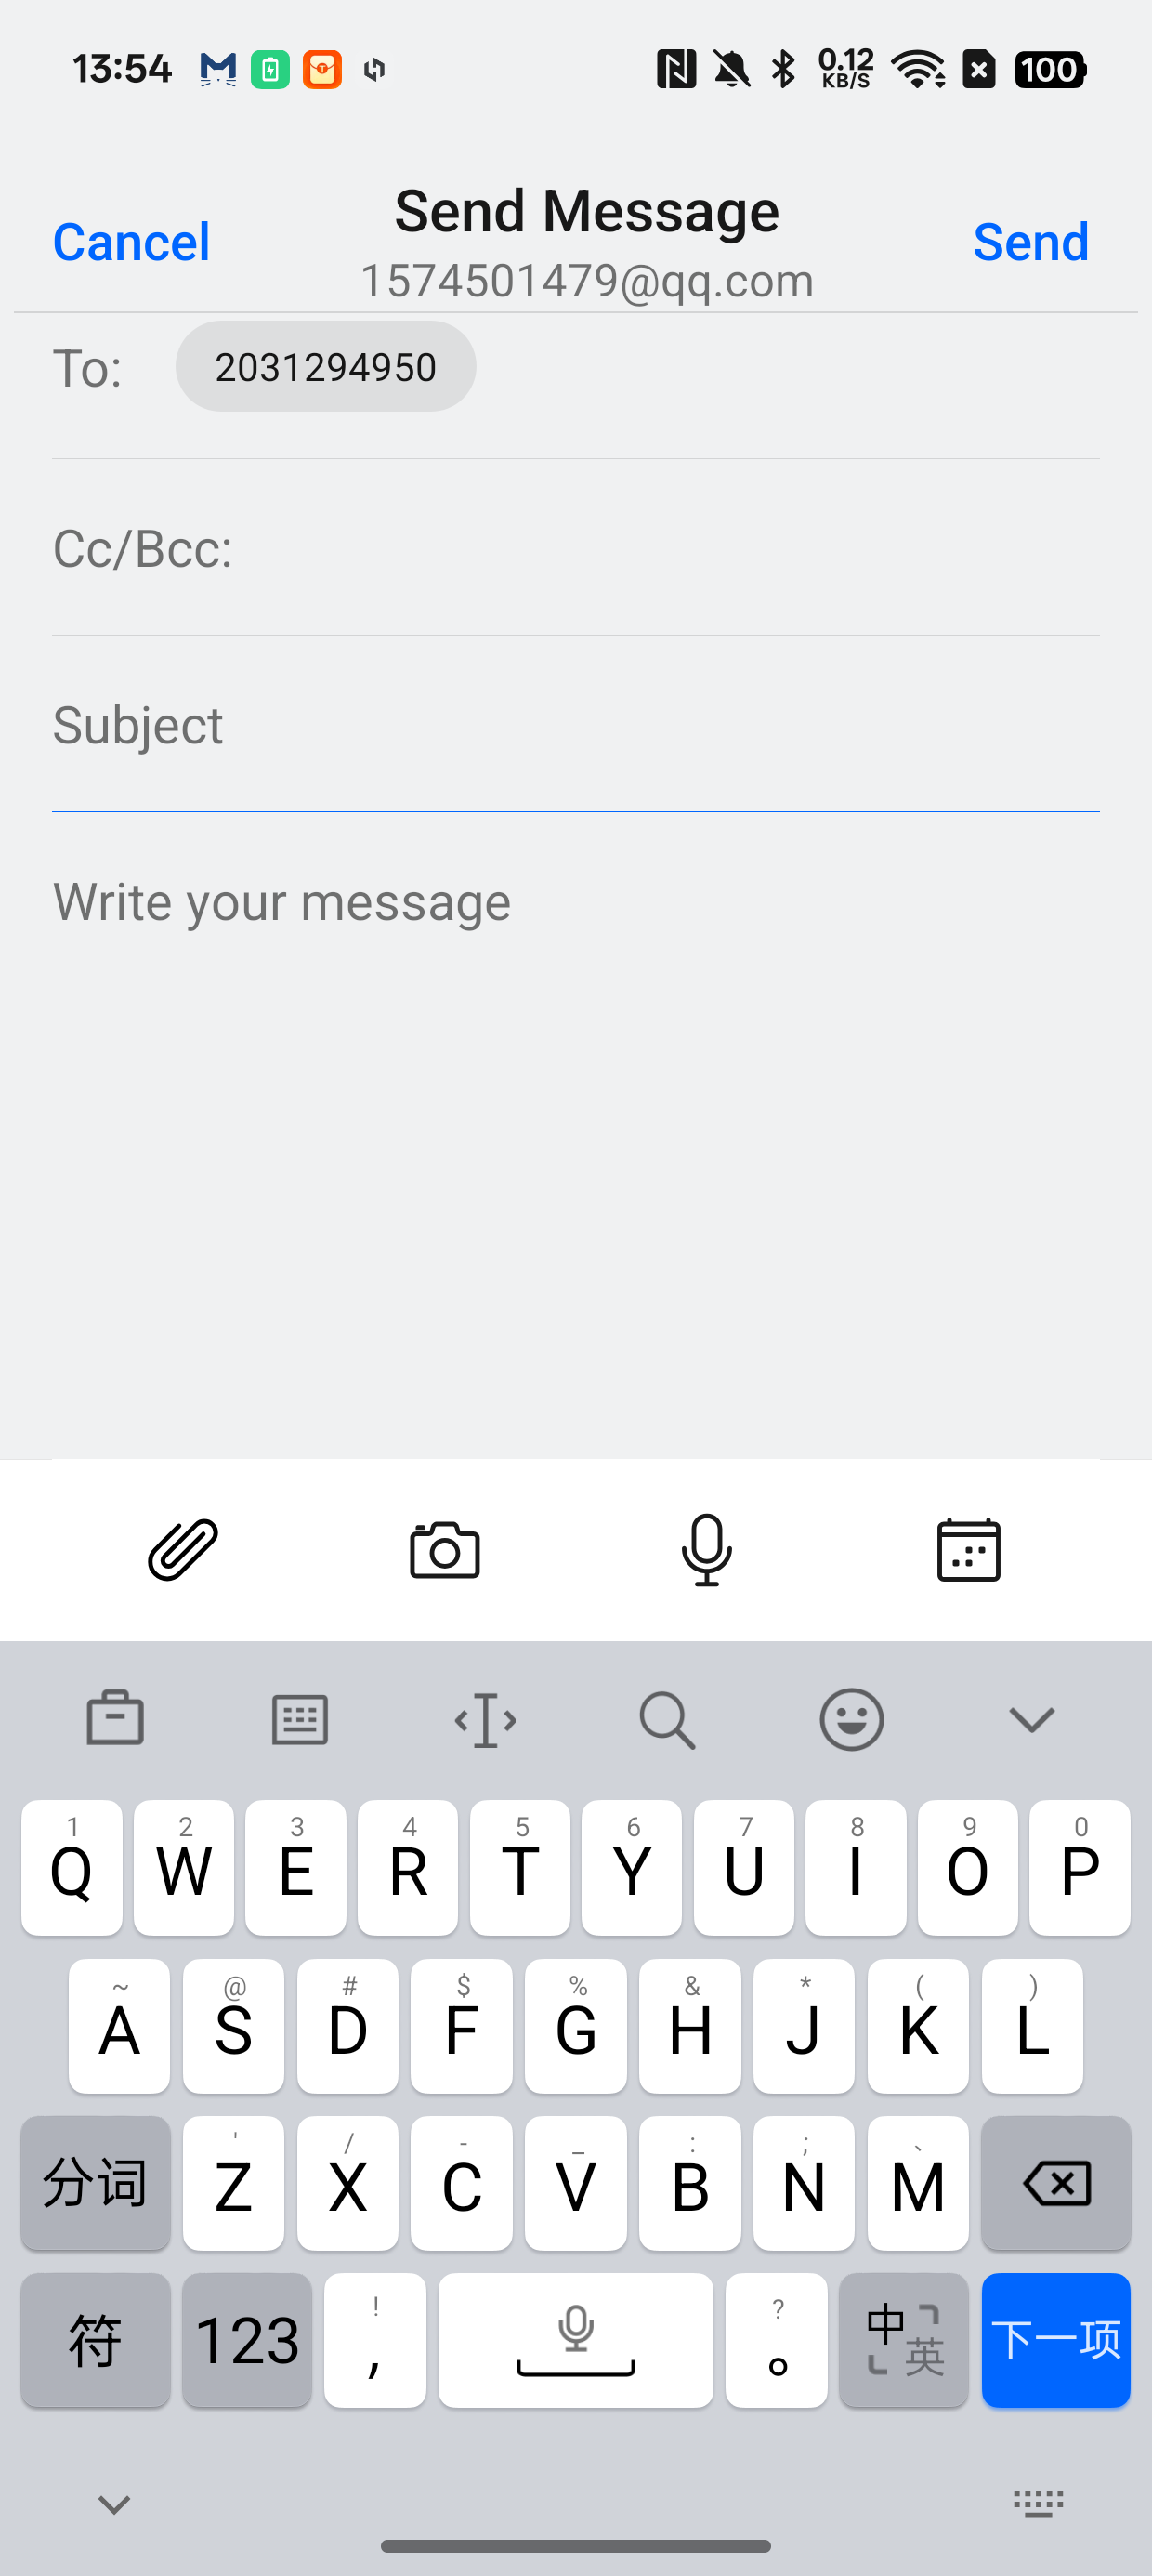 13:54
0.12 KB/S
100
Cancel
Send Message
Send
1574501479@qq.com
To: 2031294950
Cc/Bcc:
Subject
Write your message
1 2 3 4 5 6 7 8 9 0
Q W E R T Y U I O P
~ @ # $ % & * ( )
A S D F G H J K L
' / - _ : ; 、
分词 Z X C V B N M
! ?
符 123 , 。 中 英 下一项